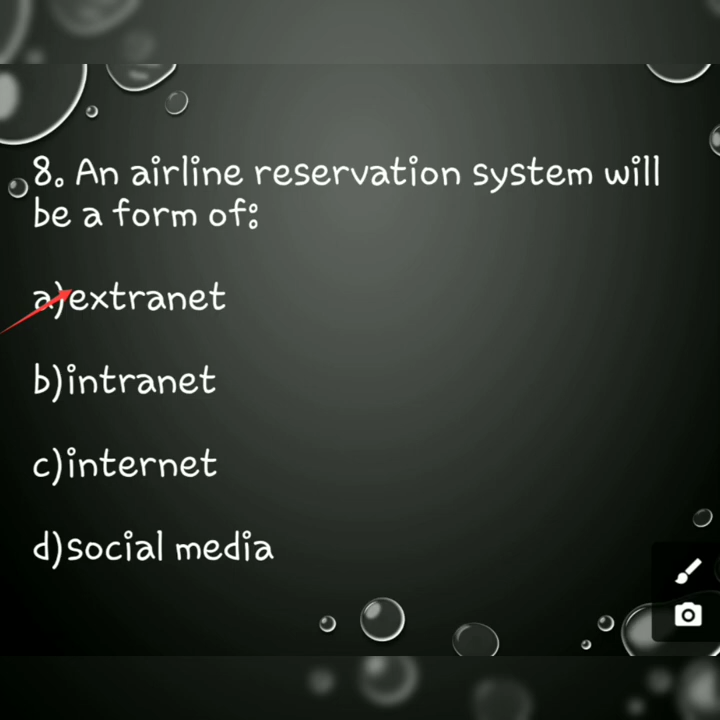 8. An airline reservation system will
be a form of:
a)extranet
b)intranet
c)internet
d)social media